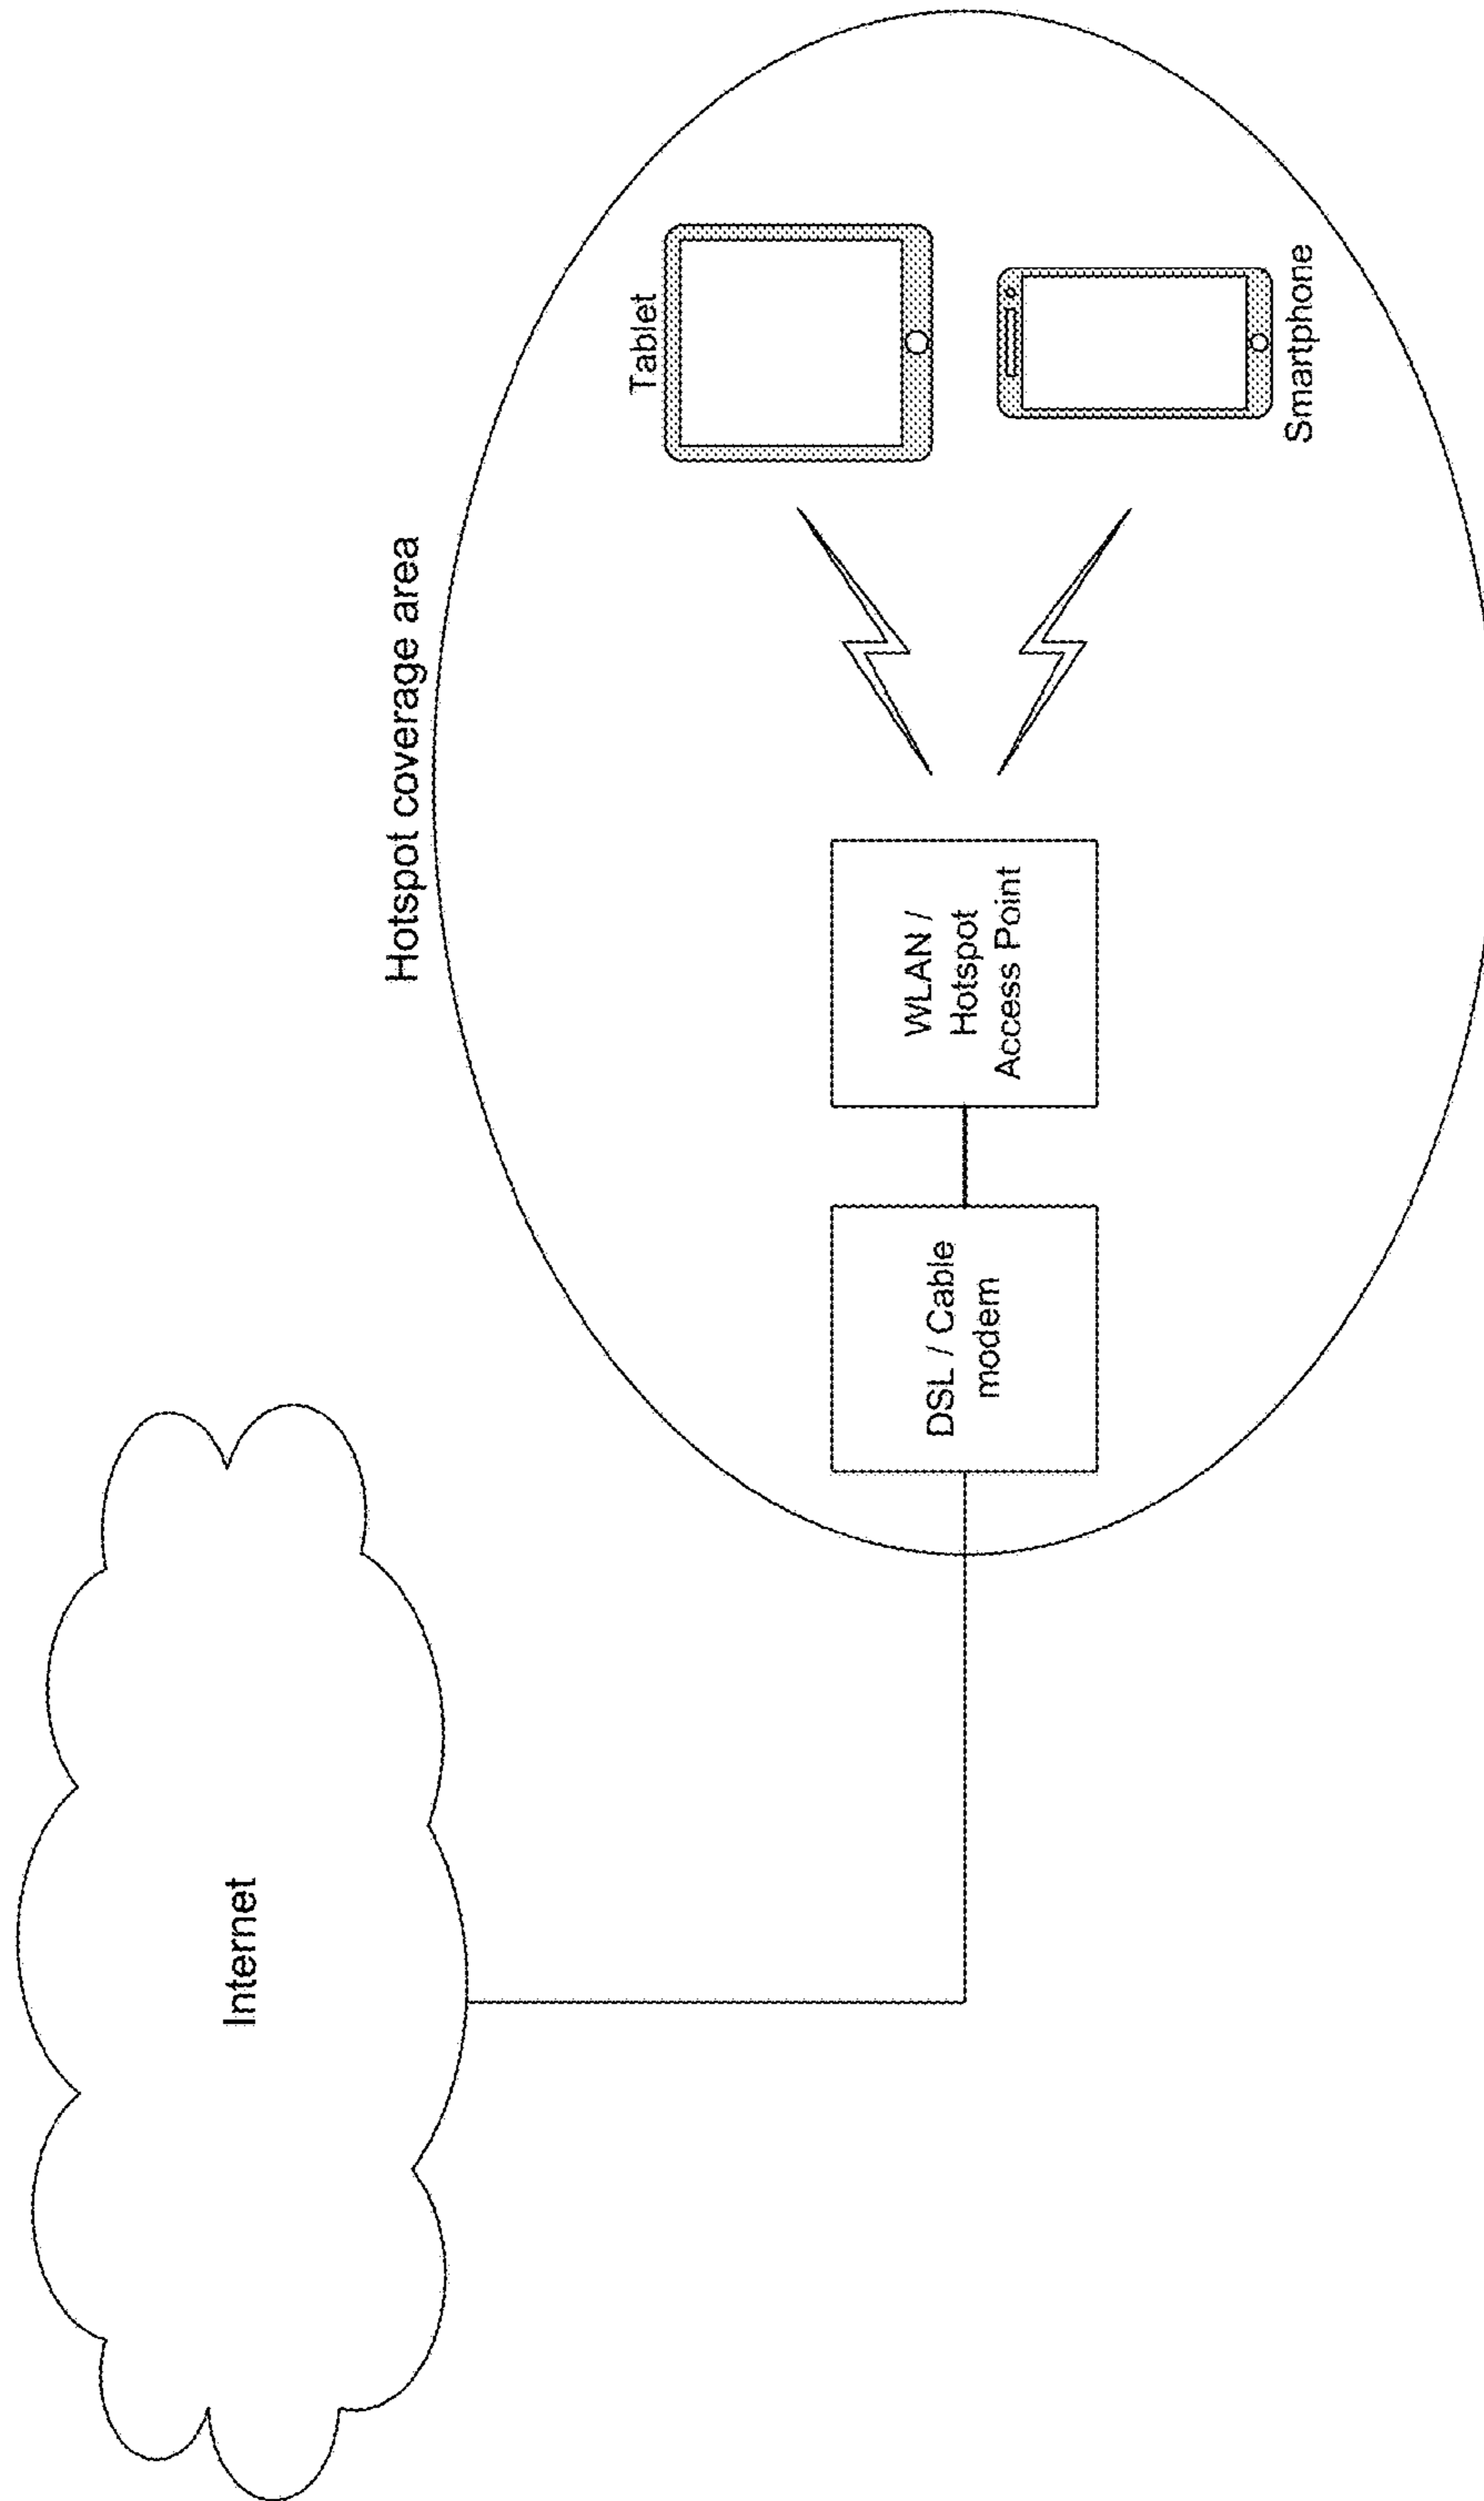 Internet
Hotspot coverage area
DSL / Cable
modem
WLAN /
Hotspot
Access Point
Tablet
Smartphone